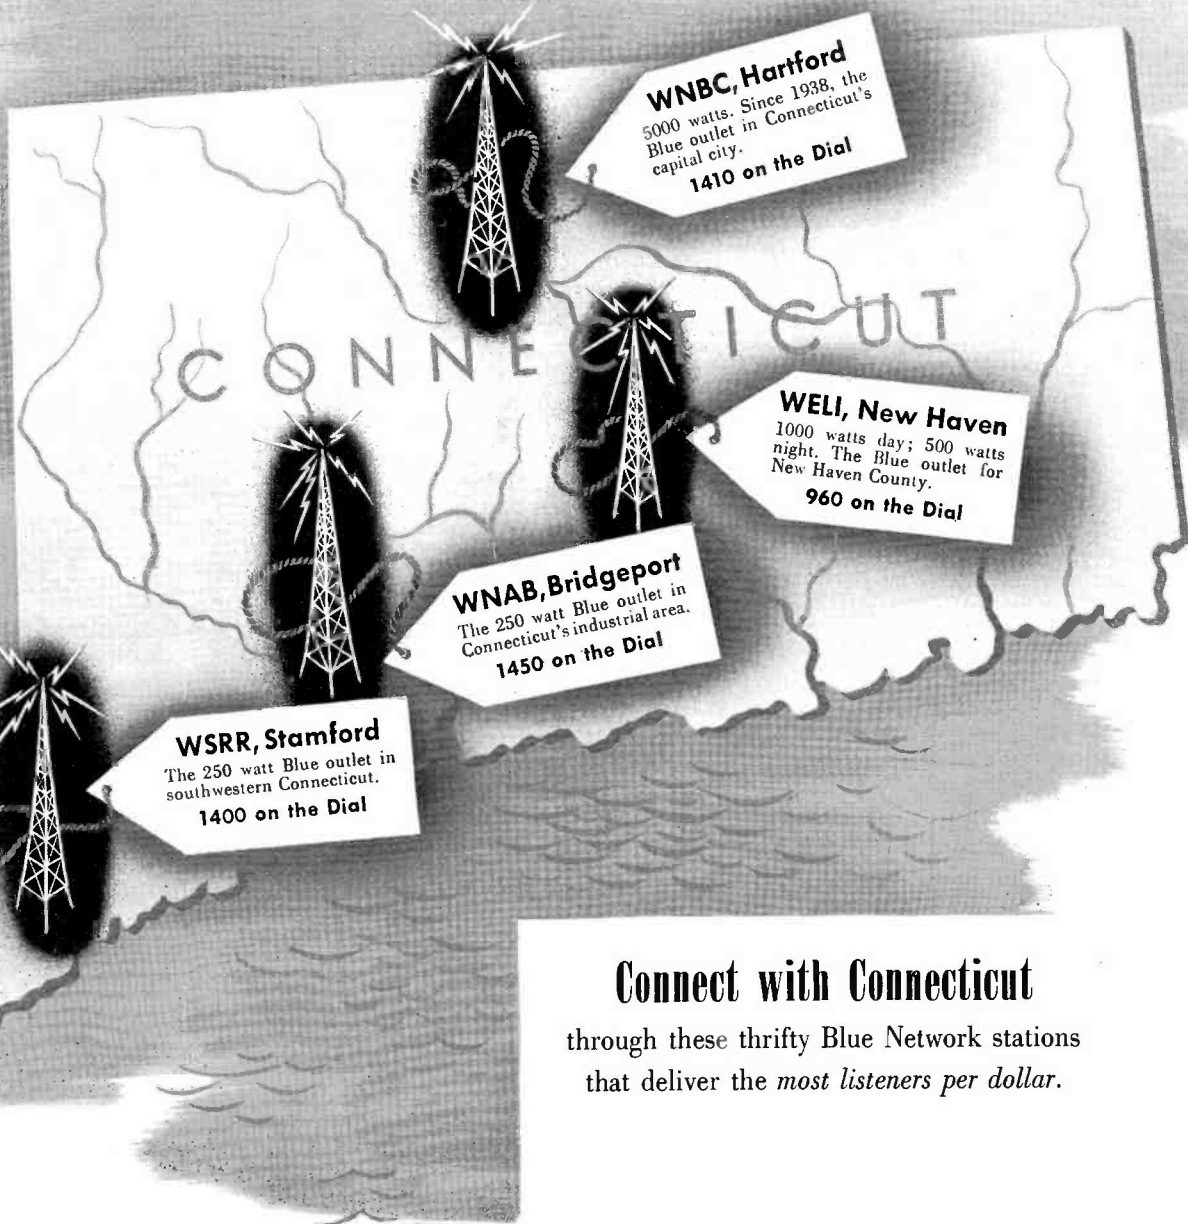 WNBC, Hartford
5000 watts. Since 1938, the
Blue outlet in Connecticut's
capital city.
1410 on the Dial
CONNECTICUT
WELI, New Haven
1000 watts day; 500 watts
night. The Blue outlet for
New Haven County.
960 on the Dial
WNAB, Bridgeport
The 250 watt Blue outlet in
Connecticut's industrial area.
1450 on the Dial
WSRR, Stamford
The 250 watt Blue outlet in
southwestern Connecticut.
1400 on the Dial
Connect with Connecticut
through these thrifty Blue Network stations
that deliver the most listeners per dollar.